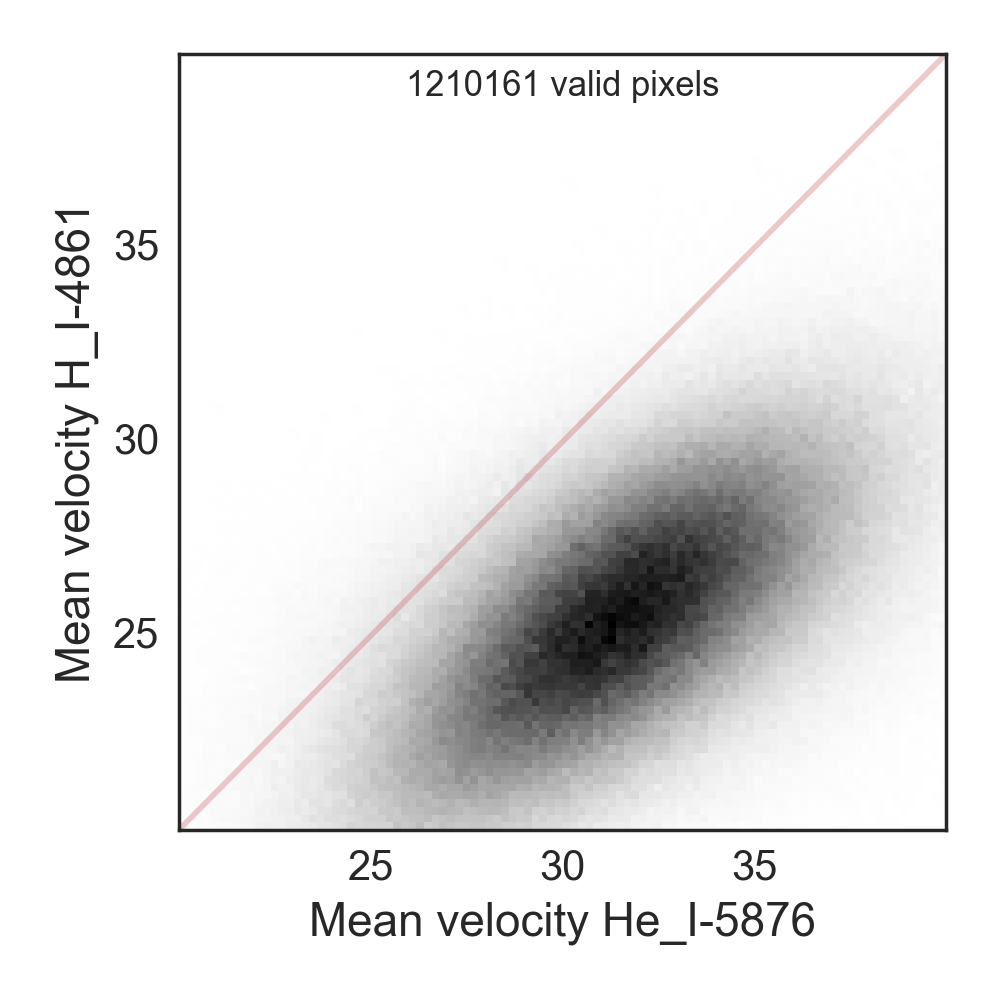 1210161 valid pixels
Mean velocity H_I-4861
35
30
25
25 30 35
Mean velocity He_I-5876